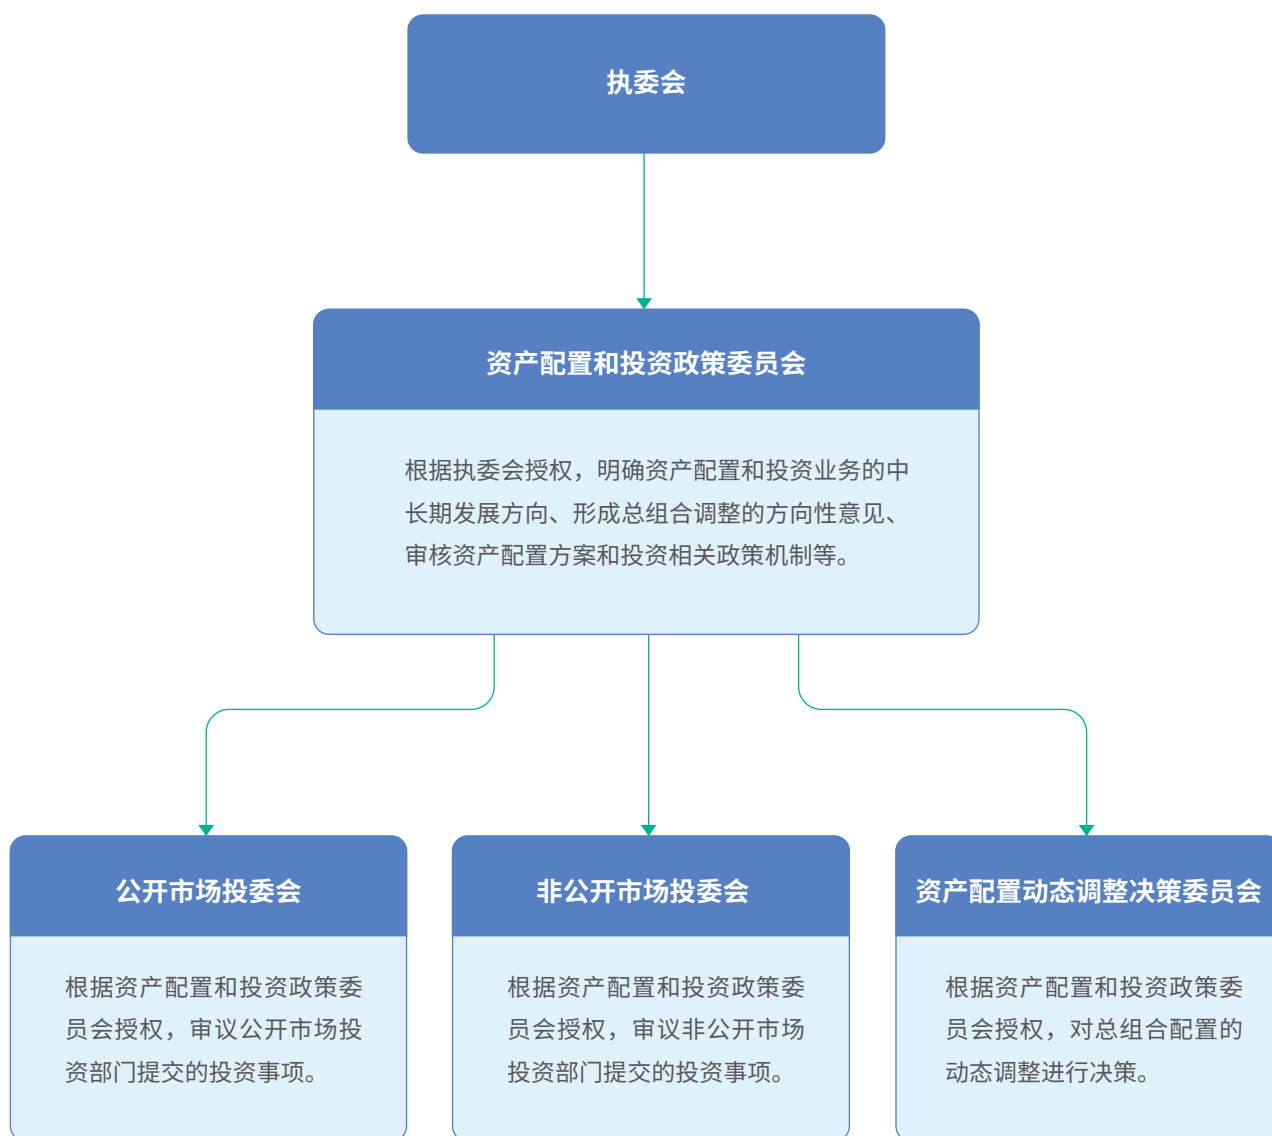 执委会
资产配置和投资政策委员会
根据执委会授权，明确资产配置和投资业务的中
长期发展方向、形成总组合调整的方向性意见、
审核资产配置方案和投资相关政策机制等。
公开市场投委会
根据资产配置和投资政策委
员会授权，审议公开市场投
资部门提交的投资事项。
非公开市场投委会
根据资产配置和投资政策委
员会授权，审议非公开市场
投资部门提交的投资事项。
资产配置动态调整决策委员会
根据资产配置和投资政策委
员会授权，对总组合配置的
动态调整进行决策。